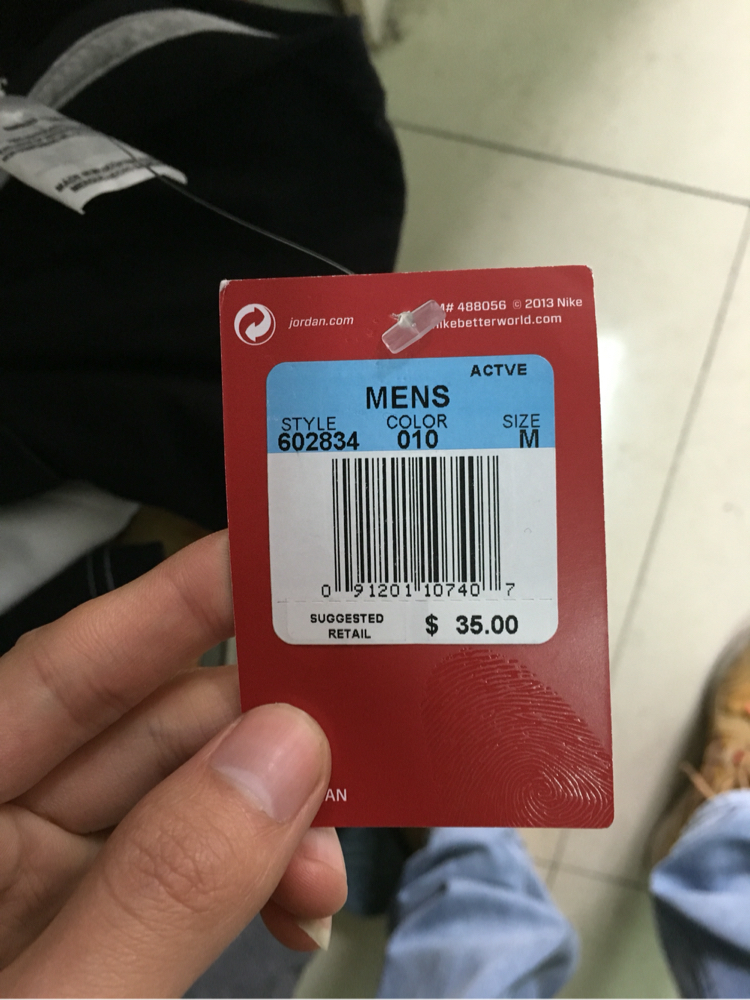 jordan.com
# 488056 © 2013 Nike
ikebetterworld.com
ACTVE
MENS
STYLE COLOR SIZE
602834 010 M
0 91201 10740 7
SUGGESTED
RETAIL
$ 35.00
AN